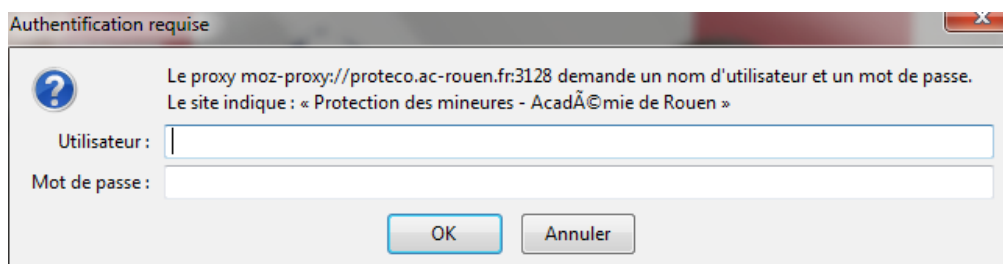 Authentification requise
Le proxy moz-proxy://proteco.ac-rouen.fr:3128 demande un nom d'utilisateur et un mot de passe.
Le site indique : « Protection des mineures - AcadÃ©mie de Rouen »
Utilisateur :
Mot de passe :
OK
Annuler